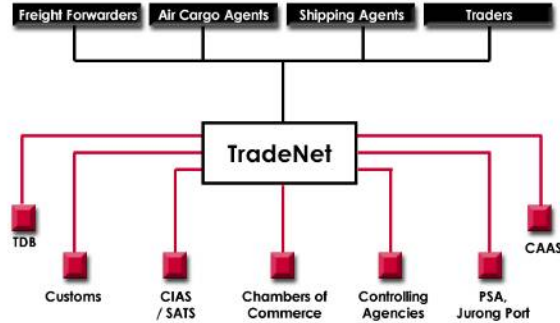 Freight Forwarders
Air Cargo Agents
Shipping Agents
Traders
TradeNet
TDB
CAAS
Customs
CIAS
/ SATS
Chambers of
Commerce
Controlling
Agencies
PSA,
Jurong Port